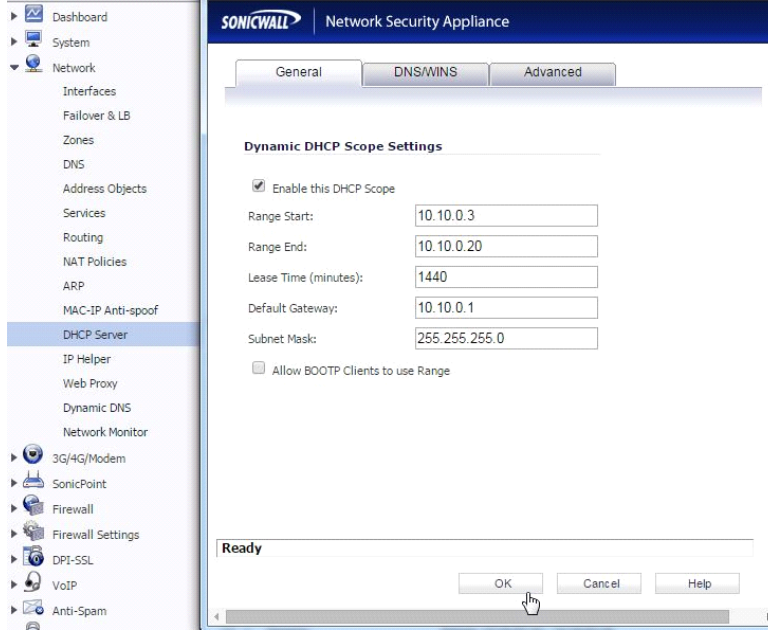 Dashboard
System
Network
Interfaces
Failover & LB
Zones
DNS
Address Objects
Services
Routing
NAT Policies
ARP
MAC-IP Anti-spoof
DHCP Server
IP Helper
Web Proxy
Dynamic DNS
Network Monitor
3G/4G/Modem
SonicPoint
Firewall
Firewall Settings
DPI-SSL
VoIP
Anti-Spam
SONICWALL Network Security Appliance
General DNS/WINS Advanced
Dynamic DHCP Scope Settings
Enable this DHCP Scope
Range Start: 10.10.0.3
Range End: 10.10.0.20
Lease Time (minutes): 1440
Default Gateway: 10.10.0.1
Subnet Mask: 255.255.255.0
Allow BOOTP Clients to use Range
Ready
OK Cancel Help